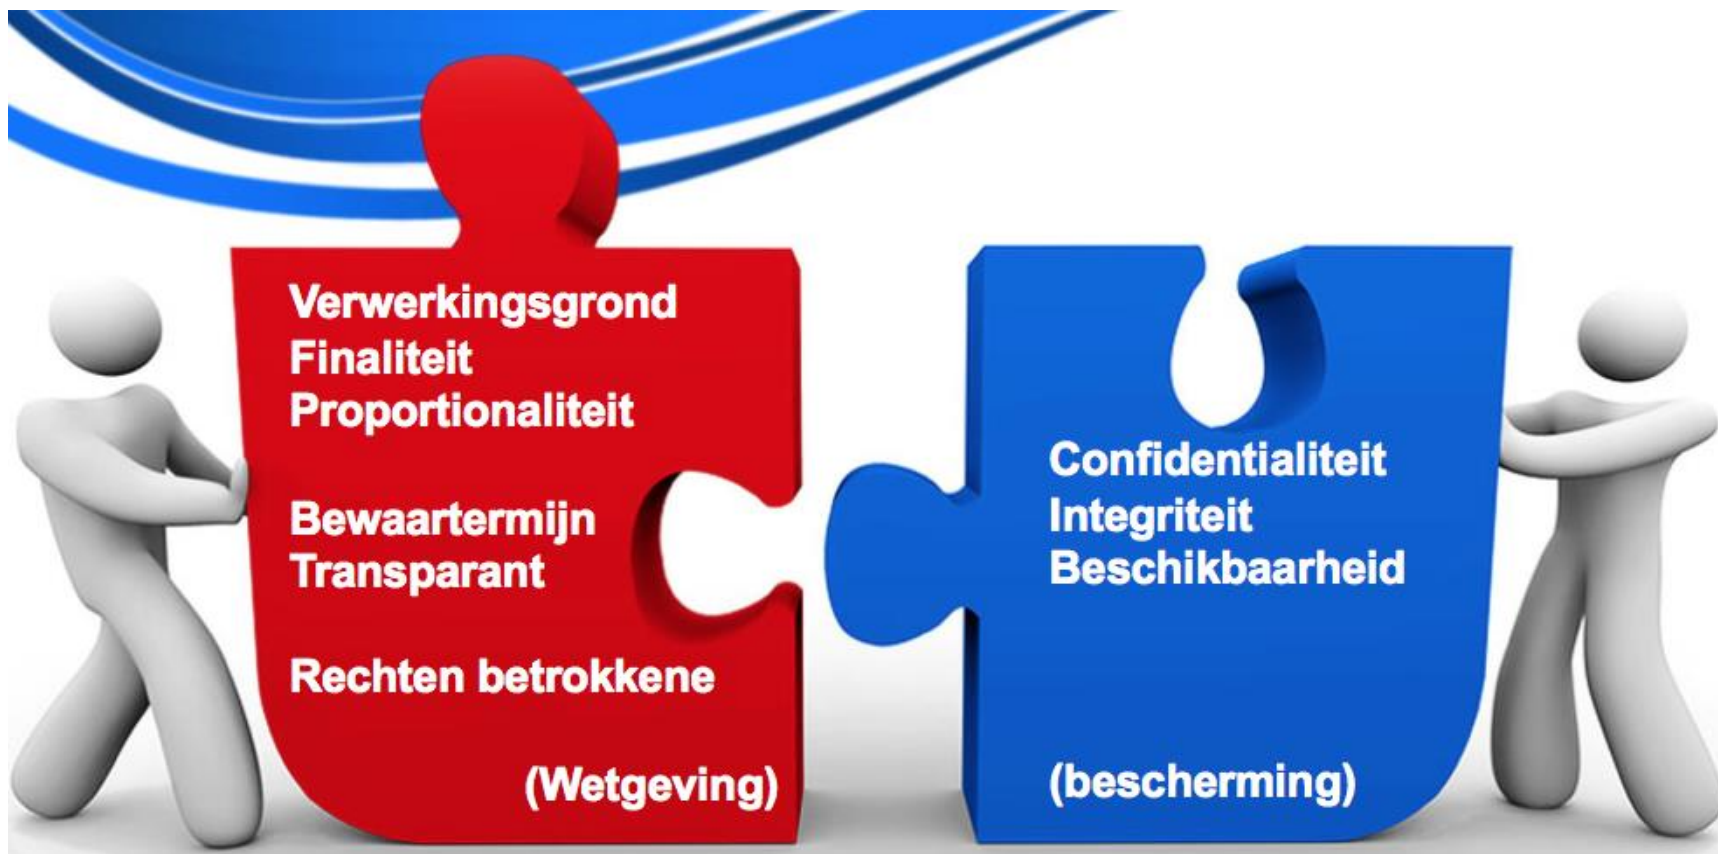 Verwerkingsgrond
Finaliteit
Proportionaliteit
Bewaartermijn
Transparant
Rechten betrokkene
(Wetgeving)
Confidentialiteit
Integriteit
Beschikbaarheid
(bescherming)